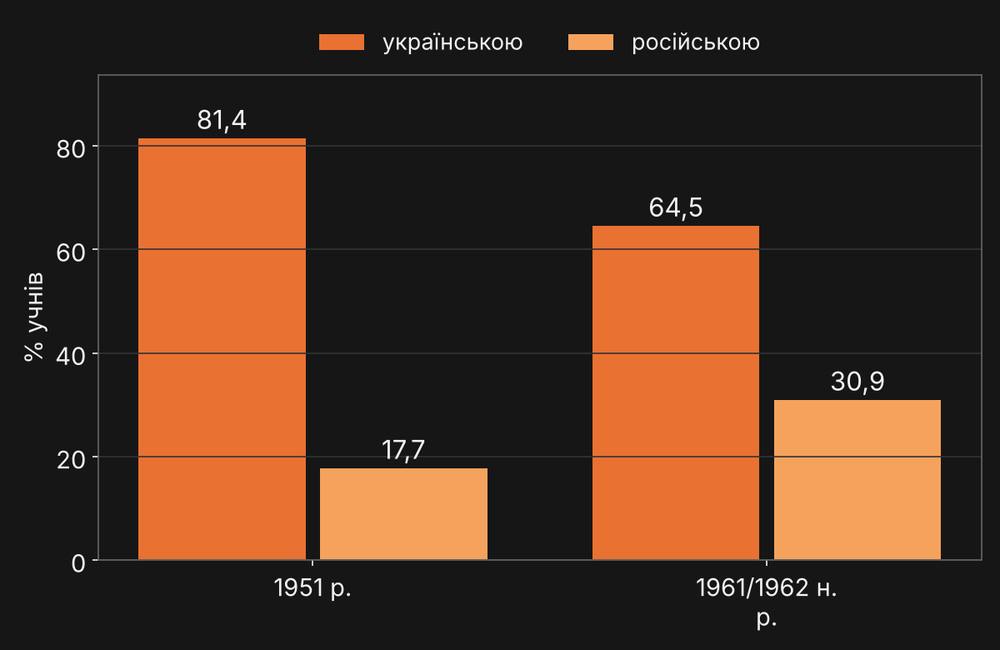 українською російською
81,4
80
64,5
60
% учнів
40
30,9
17,7
20
0
1951 р. 1961/1962 н.
р.